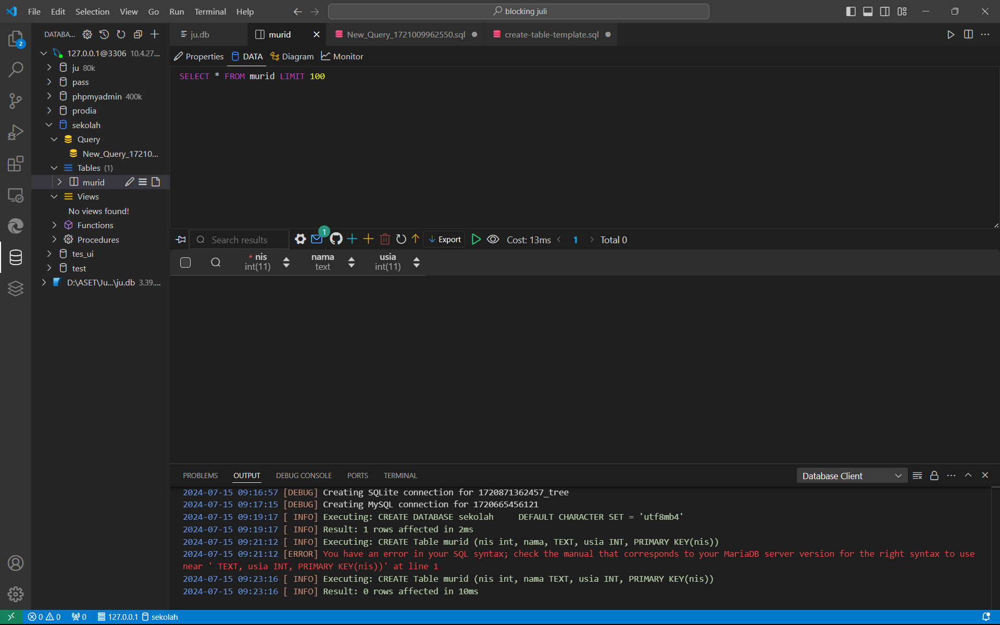 File Edit Selection View Go Run Terminal Help
blocking juli
2
DATABA...
127.0.0.1@3306 10.4.27...
ju 80k
pass
phpmyadmin 400k
prodia
sekolah
Query
New_Query_17210...
Tables (1)
murid
Views
No views found!
Functions
Procedures
tes_ui
test
D:\ASET\Ju...\ju.db 3.39....
ju.db murid New_Query_1721009962550.sql create-table-template.sql
Properties DATA Diagram Monitor
SELECT * FROM murid LIMIT 100
Search results 1 Export Cost: 13ms 1 Total 0
* nis nama usia
int(11) text int(11)
PROBLEMS OUTPUT DEBUG CONSOLE PORTS TERMINAL Database Client
2024-07-15 09:16:57 [DEBUG] Creating SQLite connection for 1720871362457_tree
2024-07-15 09:17:15 [DEBUG] Creating MySQL connection for 1720665456121
2024-07-15 09:19:17 [ INFO] Executing: CREATE DATABASE sekolah     DEFAULT CHARACTER SET = 'utf8mb4'
2024-07-15 09:19:17 [ INFO] Result: 1 rows affected in 2ms
2024-07-15 09:21:12 [ INFO] Executing: CREATE Table murid (nis int, nama, TEXT, usia INT, PRIMARY KEY(nis))
2024-07-15 09:21:12 [ERROR] You have an error in your SQL syntax; check the manual that corresponds to your MariaDB server version for the right syntax to use
near ' TEXT, usia INT, PRIMARY KEY(nis))' at line 1
2024-07-15 09:23:16 [ INFO] Executing: CREATE Table murid (nis int, nama TEXT, usia INT, PRIMARY KEY(nis))
2024-07-15 09:23:16 [ INFO] Result: 0 rows affected in 10ms
0 0 0 127.0.0.1 sekolah